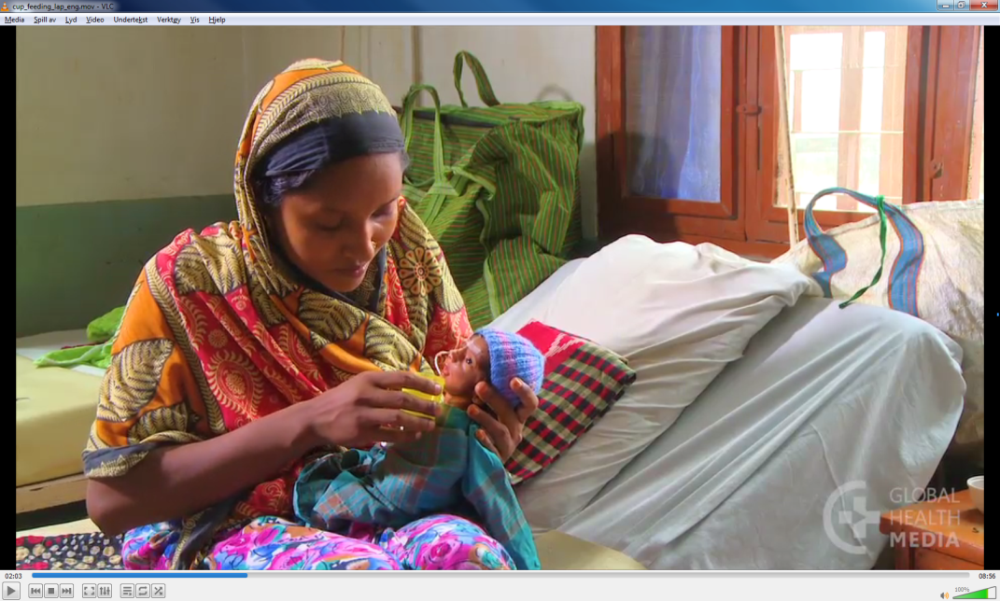 cup_feeding_lap_eng.mov - VLC
Media Spill av Lyd Video Undertekst Verktøy Vis Hjelp
GLOBAL
HEALTH
MEDIA
02:03
08:56
100%